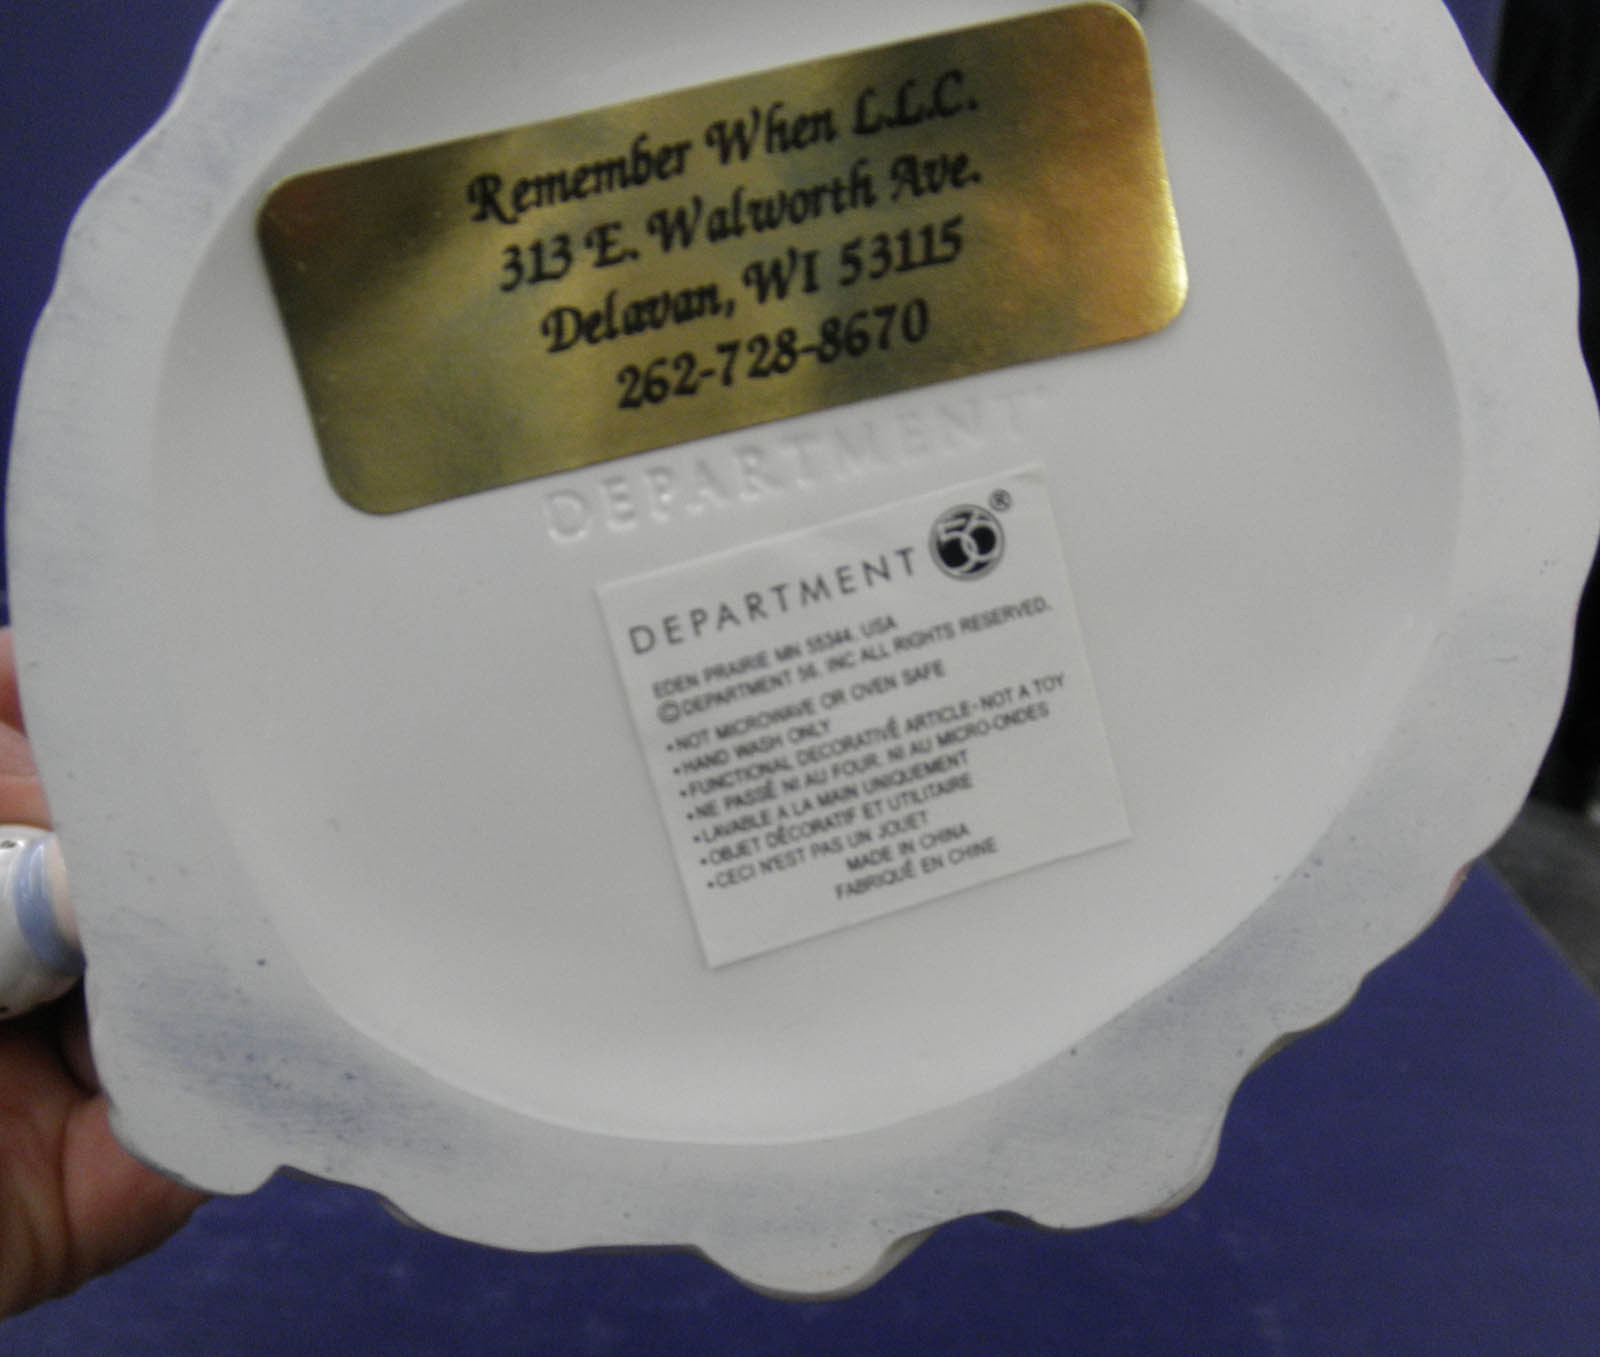 Remember When L.L.C.
313 E. Walworth Ave.
Delavan, WI 53115
262-728-8670
DEPARTMENT
DEPARTMENT 56®
EDEN PRAIRIE MN 55344, USA
©DEPARTMENT 56, INC ALL RIGHTS RESERVED.
•NOT MICROWAVE OR OVEN SAFE
•HAND WASH ONLY
•FUNCTIONAL DECORATIVÉ ARTICLE-NOT A TOY
•NE PASSÉ NI AU FOUR, NI AU MICRO-ONDES
•LAVABLE A LA MAIN UNIQUEMENT
•OBJET DÉCORATIF ET UTILITAIRE
•CECI N'EST PAS UN JOUET
MADE IN CHINA
FABRIQUÉ EN CHINE